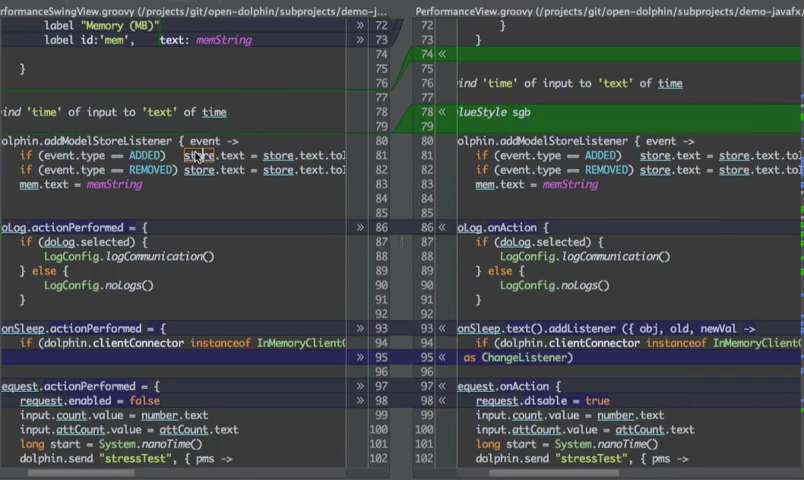 erformanceSwingView.groovy (/projects/git/open-dolphin/subprojects/demo-j...
label "Memory (MB)"
label id:'mem', text: memString
}
ind 'time' of input to 'text' of time
olphin.addModelStoreListener { event ->
if (event.type == ADDED) store.text = store.text.tol
if (event.type == REMOVED) store.text = store.text.tol
mem.text = memString
oLog.actionPerformed = {
if (doLog.selected) {
LogConfig.logCommunication()
} else {
LogConfig.noLogs()
}
onSleep.actionPerformed = {
if (dolphin.clientConnector instanceof InMemoryClientC
equest.actionPerformed = {
request.enabled = false
input.count.value = number.text
input.attCount.value = attCount.text
long start = System.nanoTime()
dolphin.send "stressTest", { pms ->
» 72
» 73
74
75
76
77
78
79
80
81
82
83
84
85
» 86
87
88
89
90
91
92
» 93
94
» 95
96
» 97
» 98
99
100
101
102
PerformanceView.groovy (/projects/git/open-dolphin/subprojects/demo-javafx/
72
73
74 «
75
76
77
78 «
79
80
81
82
83
84
85
86 «
87
88
89
90
91
92
93 «
94
95 «
96
97 «
98 «
99
100
101
102
}
}
ind 'time' of input to 'text' of time
lueStyle sgb
olphin.addModelStoreListener { event ->
if (event.type == ADDED) store.text = store.text.to
if (event.type == REMOVED) store.text = store.text.to
mem.text = memString
oLog.onAction {
if (doLog.selected) {
LogConfig.logCommunication()
} else {
LogConfig.noLogs()
}
onSleep.text().addListener ({ obj, old, newVal ->
if (dolphin.clientConnector instanceof InMemoryClient
as ChangeListener)
equest.onAction {
request.disable = true
input.count.value = number.text
input.attCount.value = attCount.text
long start = System.nanoTime()
dolphin.send "stressTest", { pms ->